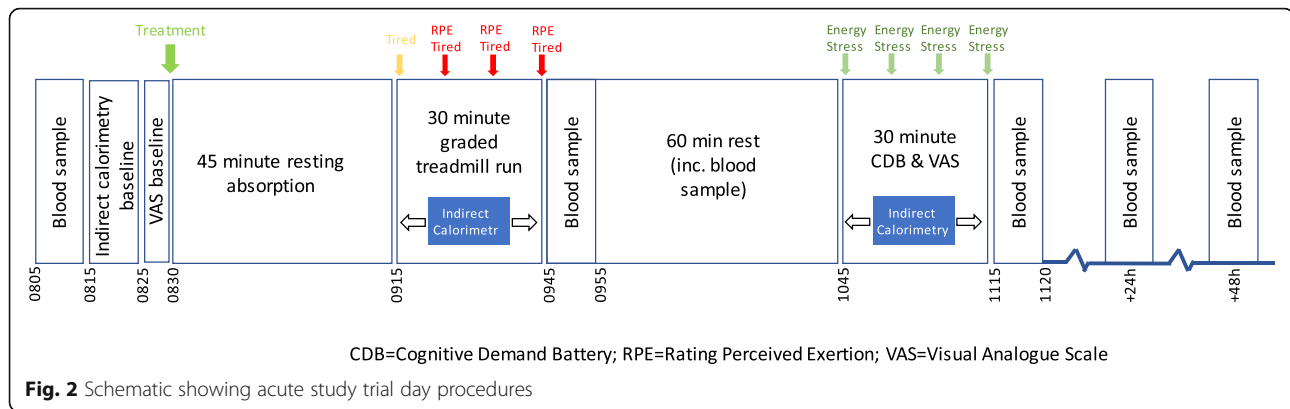 Treatment
Tired
RPE
Tired
RPE
Tired
RPE
Tired
Energy
Stress
Energy
Stress
Energy
Stress
Energy
Stress
Blood sample
Indirect calorimetry
baseline
VAS baseline
45 minute resting
absorption
30 minute
graded
treadmill run
Indirect
Calorimetr
Blood sample
60 min rest
(inc. blood
sample)
30 minute
CDB & VAS
Indirect
Calorimetry
Blood sample
Blood sample
Blood sample
0805
0815
0825
0830
0915
0945
0955
1045
1115
1120
+24h
+48h
CDB=Cognitive Demand Battery; RPE=Rating Perceived Exertion; VAS=Visual Analogue Scale
Fig. 2 Schematic showing acute study trial day procedures